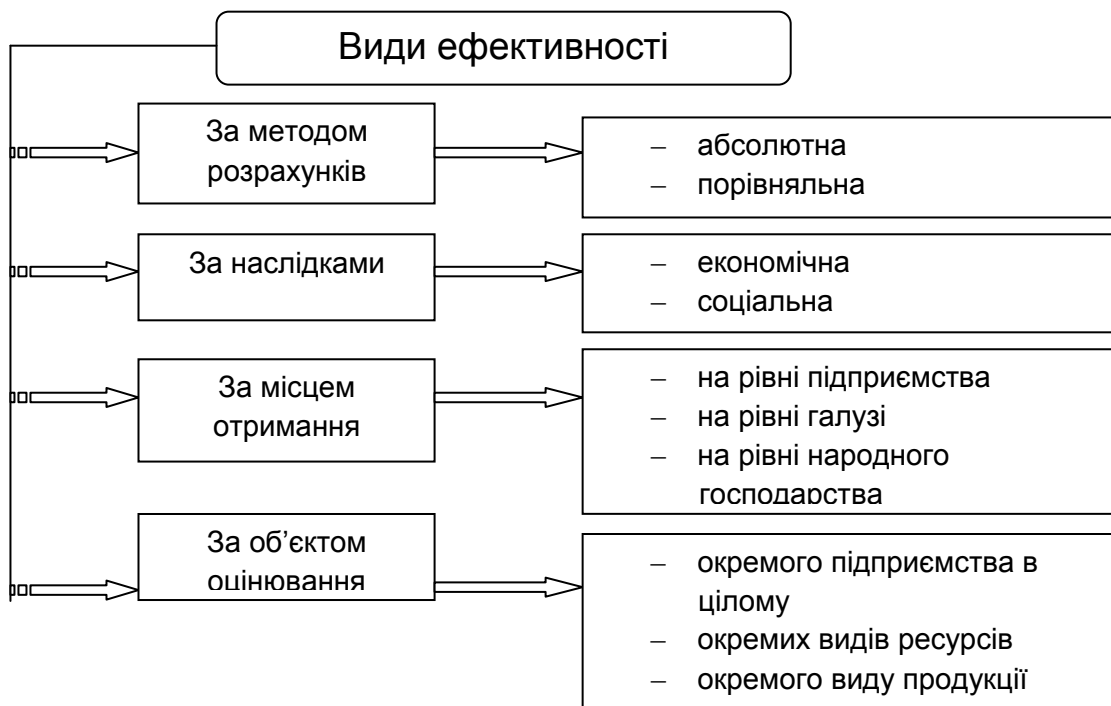 Види ефективності
За методом
розрахунків
– абсолютна
– порівняльна
За наслідками
– економічна
– соціальна
За місцем
отримання
– на рівні підприємства
– на рівні галузі
– на рівні народного
господарства
За об’єктом
оцінювання
– окремого підприємства в
цілому
– окремих видів ресурсів
– окремого виду продукції